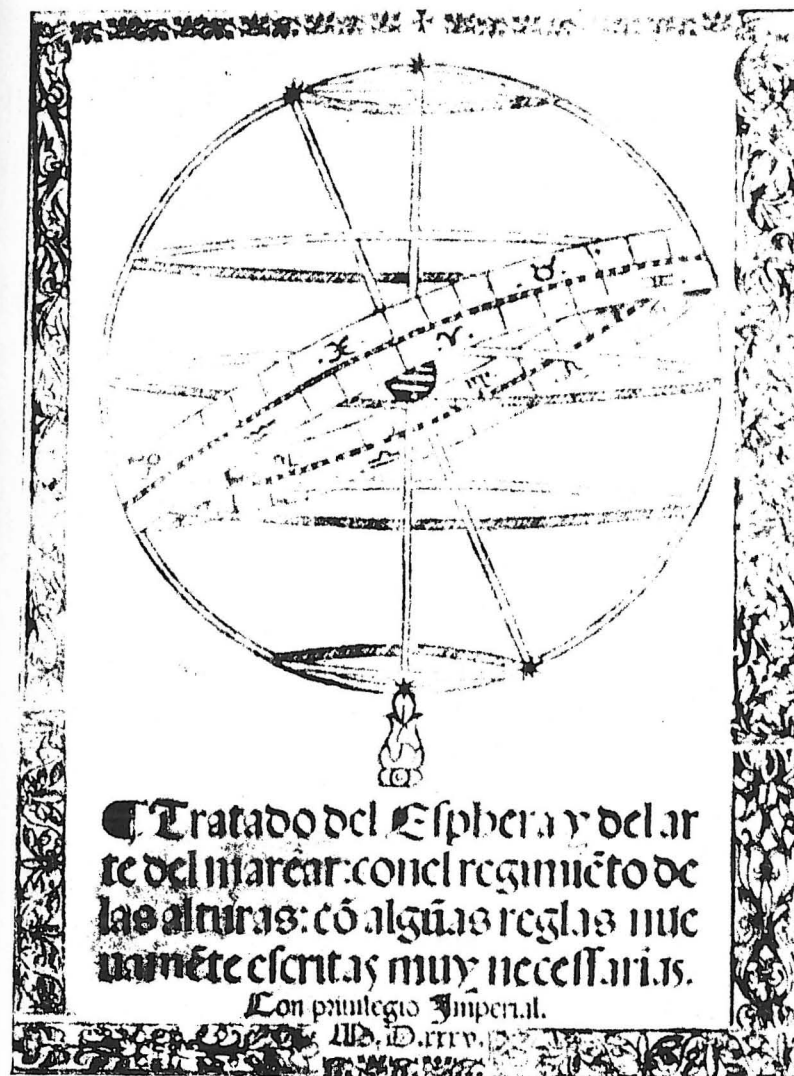 ¶ Tratado del Esphera y del ar
te del marear: con el regimiẽto de
las alturas: cõ algũas reglas nue
uamẽte escritas muy necessarias.
Con priuilegio Imperial.
M.D.xxxv.